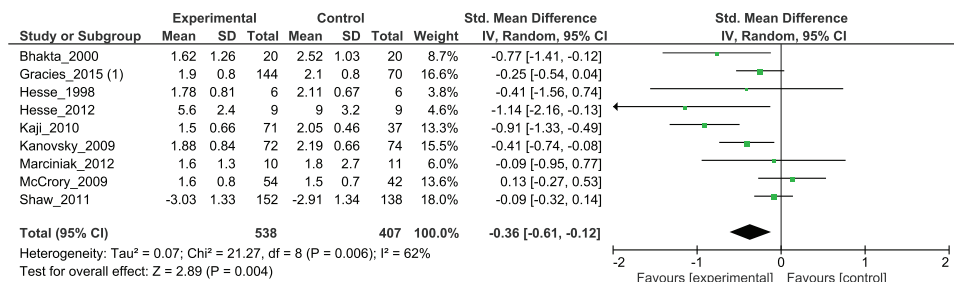 Experimental Control Std. Mean Difference Std. Mean Difference
Study or Subgroup Mean SD Total Mean SD Total Weight IV, Random, 95% CI IV, Random, 95% CI
Bhakta_2000 1.62 1.26 20 2.52 1.03 20 8.7% -0.77 [-1.41, -0.12]
Gracies_2015 (1) 1.9 0.8 144 2.1 0.8 70 16.6% -0.25 [-0.54, 0.04]
Hesse_1998 1.78 0.81 6 2.11 0.67 6 3.8% -0.41 [-1.56, 0.74]
Hesse_2012 5.6 2.4 9 9 3.2 9 4.6% -1.14 [-2.16, -0.13]
Kaji_2010 1.5 0.66 71 2.05 0.46 37 13.3% -0.91 [-1.33, -0.49]
Kanovsky_2009 1.88 0.84 72 2.19 0.66 74 15.5% -0.41 [-0.74, -0.08]
Marciniak_2012 1.6 1.3 10 1.8 2.7 11 6.0% -0.09 [-0.95, 0.77]
McCrory_2009 1.6 0.8 54 1.5 0.7 42 13.6% 0.13 [-0.27, 0.53]
Shaw_2011 -3.03 1.33 152 -2.91 1.34 138 18.0% -0.09 [-0.32, 0.14]
Total (95% CI) 538 407 100.0% -0.36 [-0.61, -0.12]
Heterogeneity: Tau² = 0.07; Chi² = 21.27, df = 8 (P = 0.006); I² = 62%
Test for overall effect: Z = 2.89 (P = 0.004)
-2 -1 0 1 2
Favours [experimental] Favours [control]